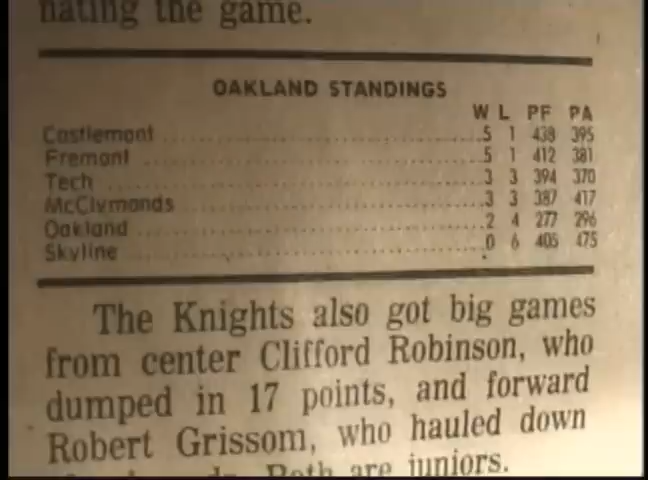 nating the game.
OAKLAND STANDINGS
W L PF PA
Castlemont 5 1 438 395
Fremont 5 1 412 381
Tech 3 3 394 370
McClymonds 3 3 387 417
Oakland 2 4 277 296
Skyline 0 6 405 475
The Knights also got big games
from center Clifford Robinson, who
dumped in 17 points, and forward
Robert Grissom, who hauled down
Both are juniors.